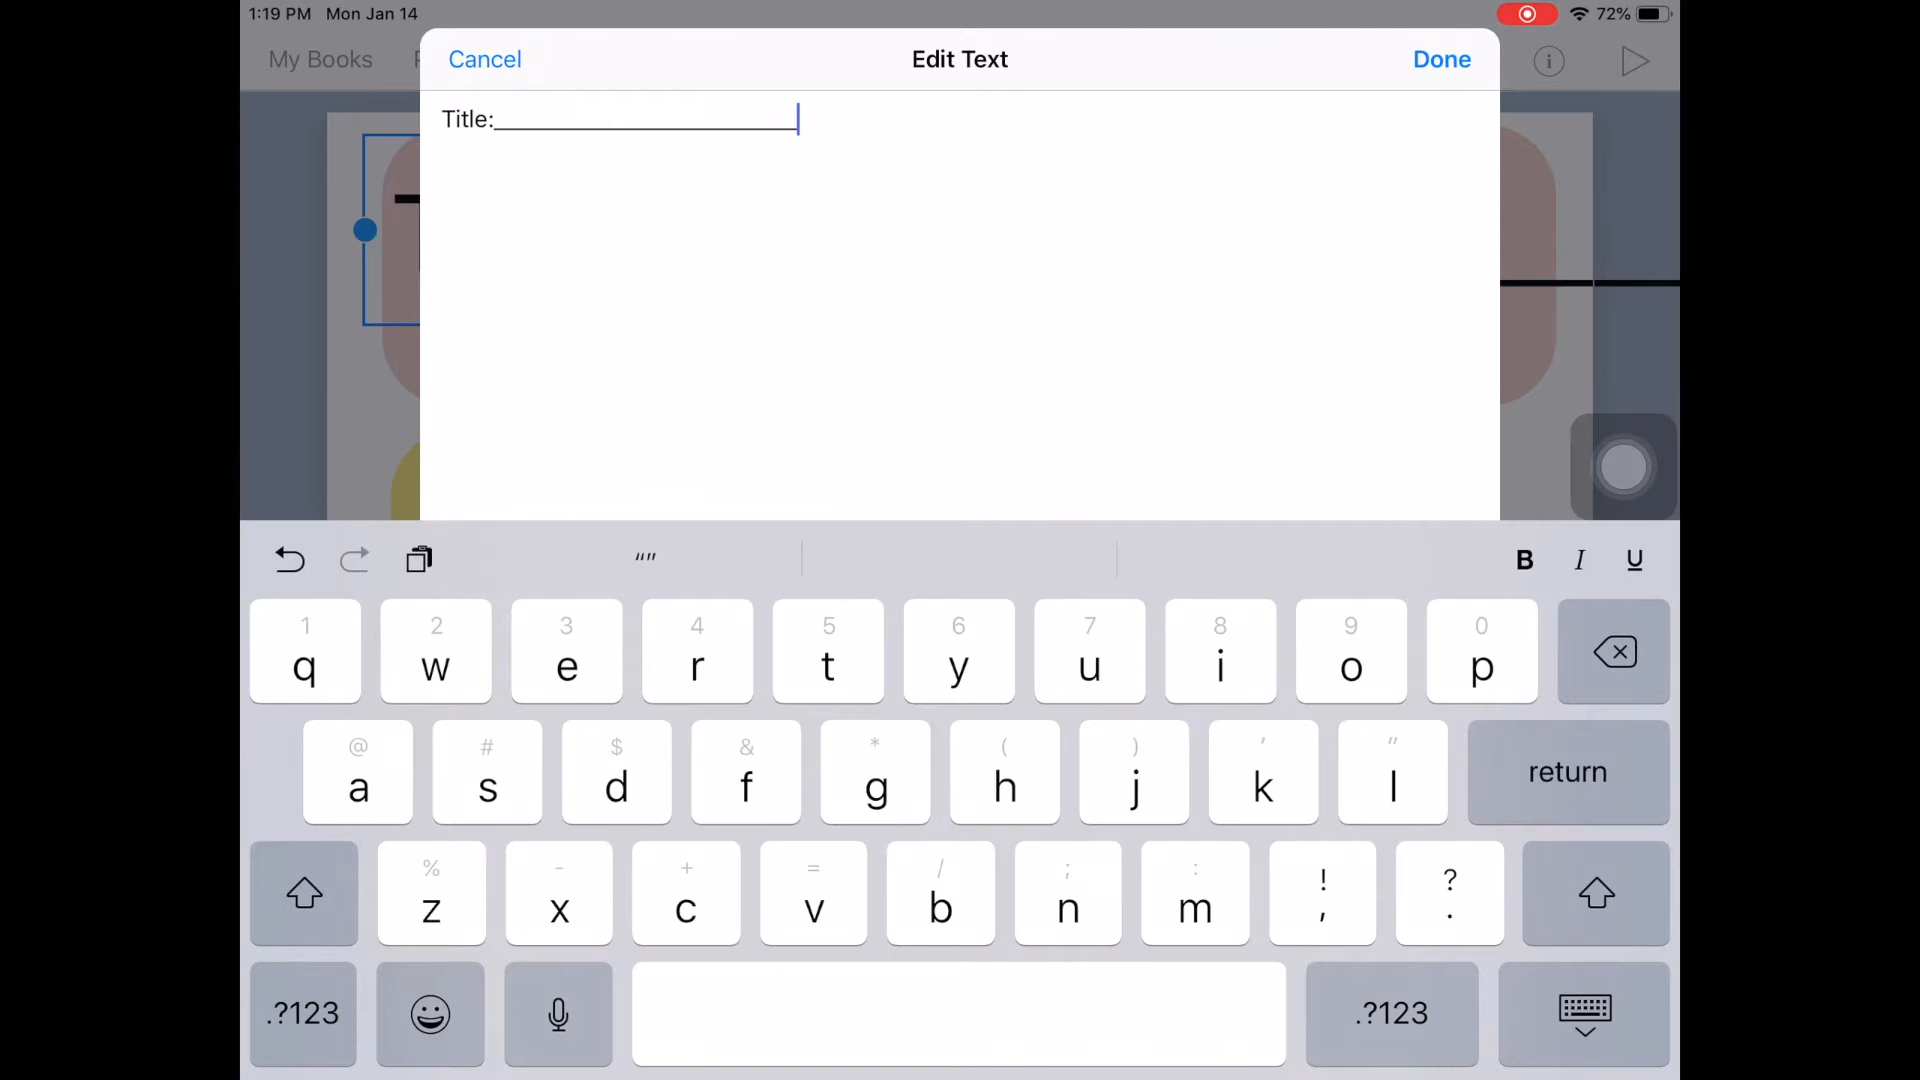 1:19 PM Mon Jan 14
72%
My Books
Cancel
Edit Text
Done
Title:_______________________
“”
B I U
1 2 3 4 5 6 7 8 9 0
q w e r t y u i o p
@ # $ & * ( ) ' "
a s d f g h j k l return
% - + = / ; : ! ?
z x c v b n m , .
.?123 .?123